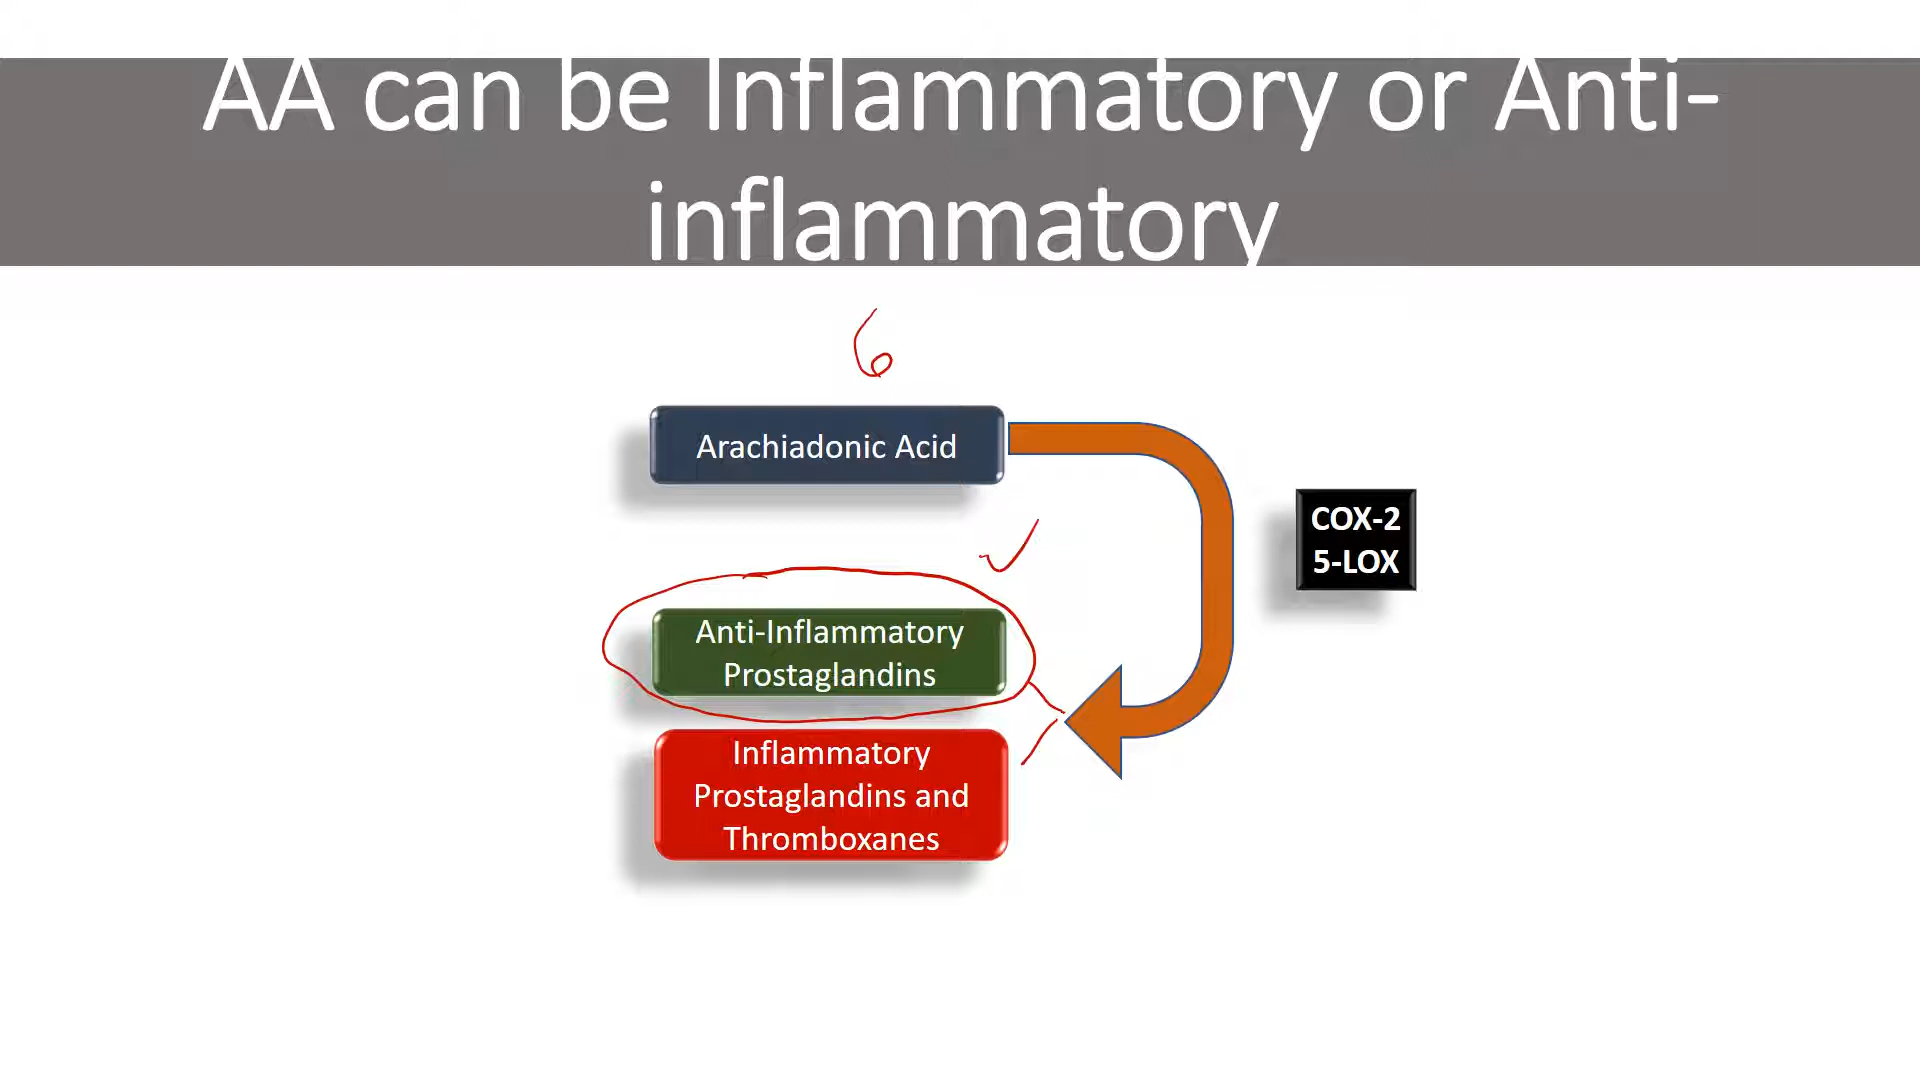 AA can be Inflammatory or Anti-
inflammatory
6
Arachiadonic Acid
COX-2
5-LOX
Anti-Inflammatory
Prostaglandins
Inflammatory
Prostaglandins and
Thromboxanes